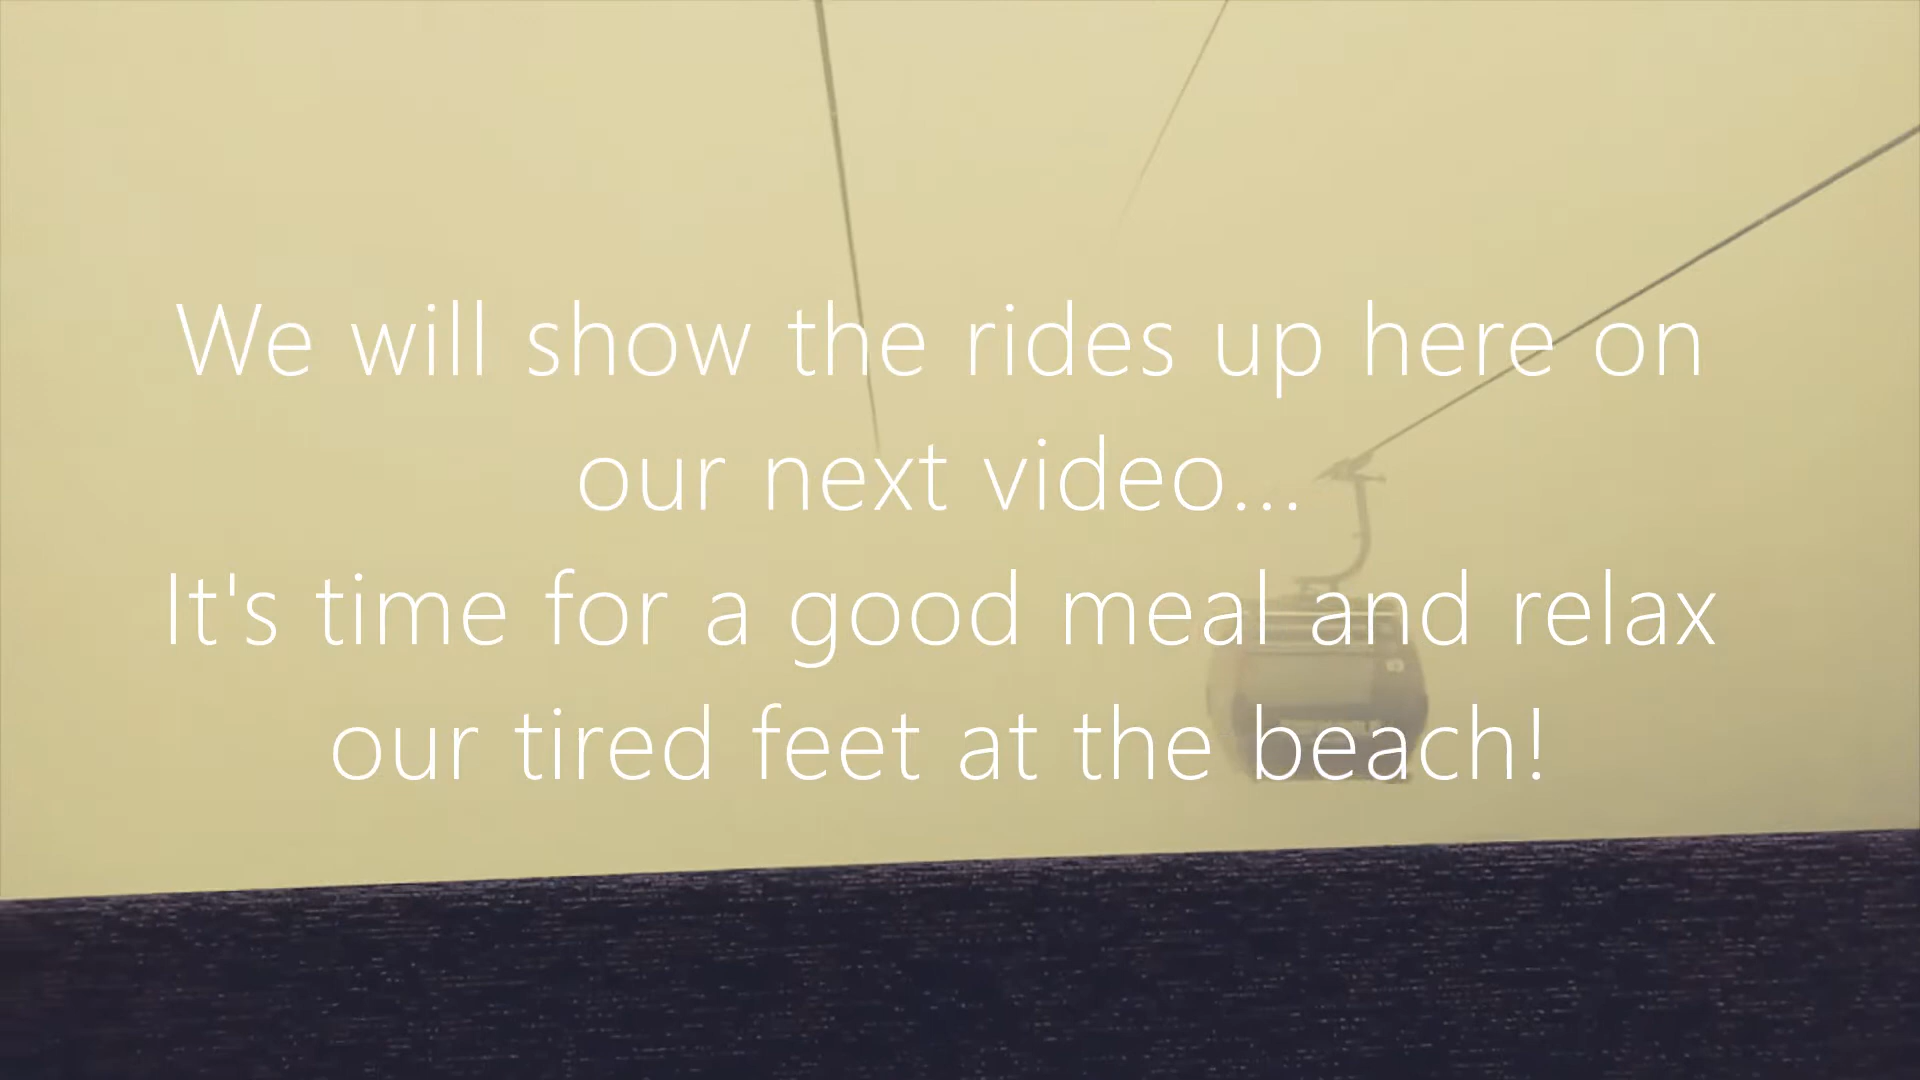 We will show the rides up here on
our next video...
It's time for a good meal and relax
our tired feet at the beach!